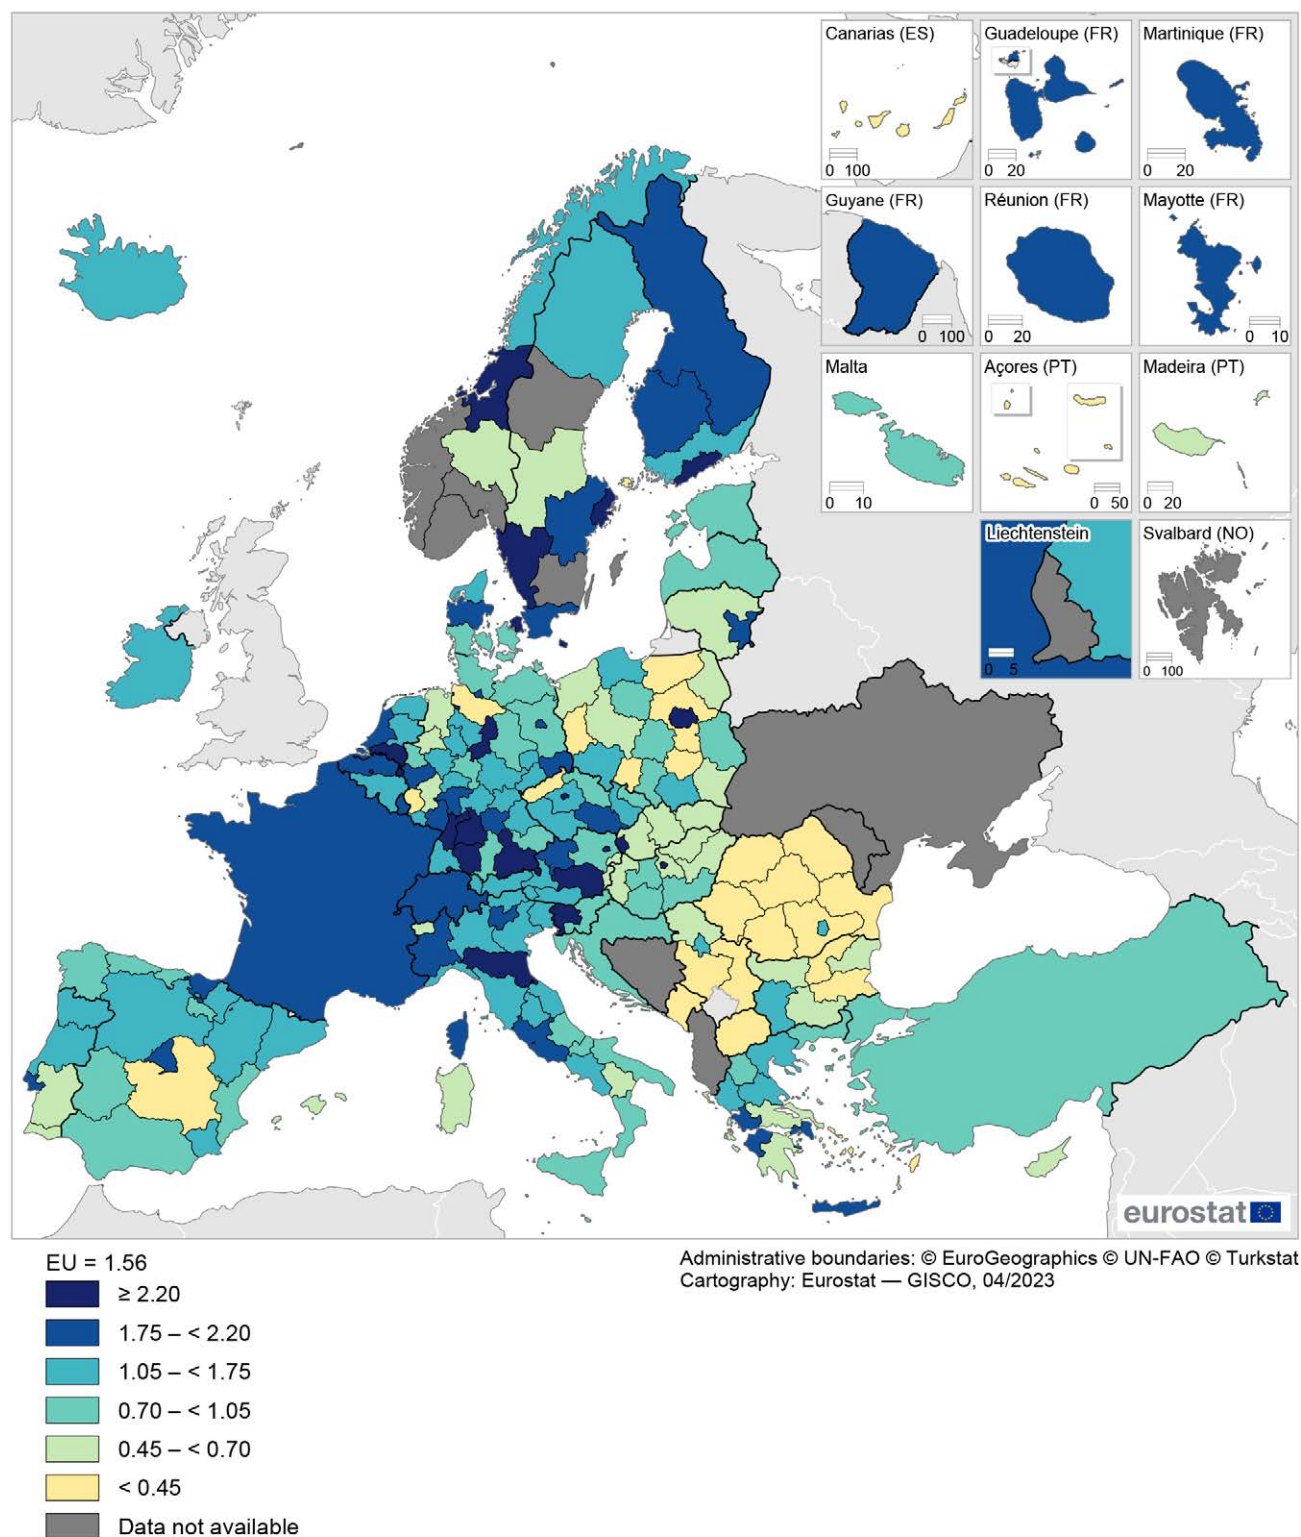 Canarias (ES)
0 100
Guadeloupe (FR)
0 20
Martinique (FR)
0 20
Guyane (FR)
0 100
Réunion (FR)
0 20
Mayotte (FR)
0 10
Malta
0 10
Açores (PT)
0 50
Madeira (PT)
0 20
Liechtenstein
0 5
Svalbard (NO)
0 100
eurostat
EU = 1.56
≥ 2.20
1.75 – < 2.20
1.05 – < 1.75
0.70 – < 1.05
0.45 – < 0.70
< 0.45
Data not available
Administrative boundaries: © EuroGeographics © UN-FAO © Turkstat
Cartography: Eurostat — GISCO, 04/2023